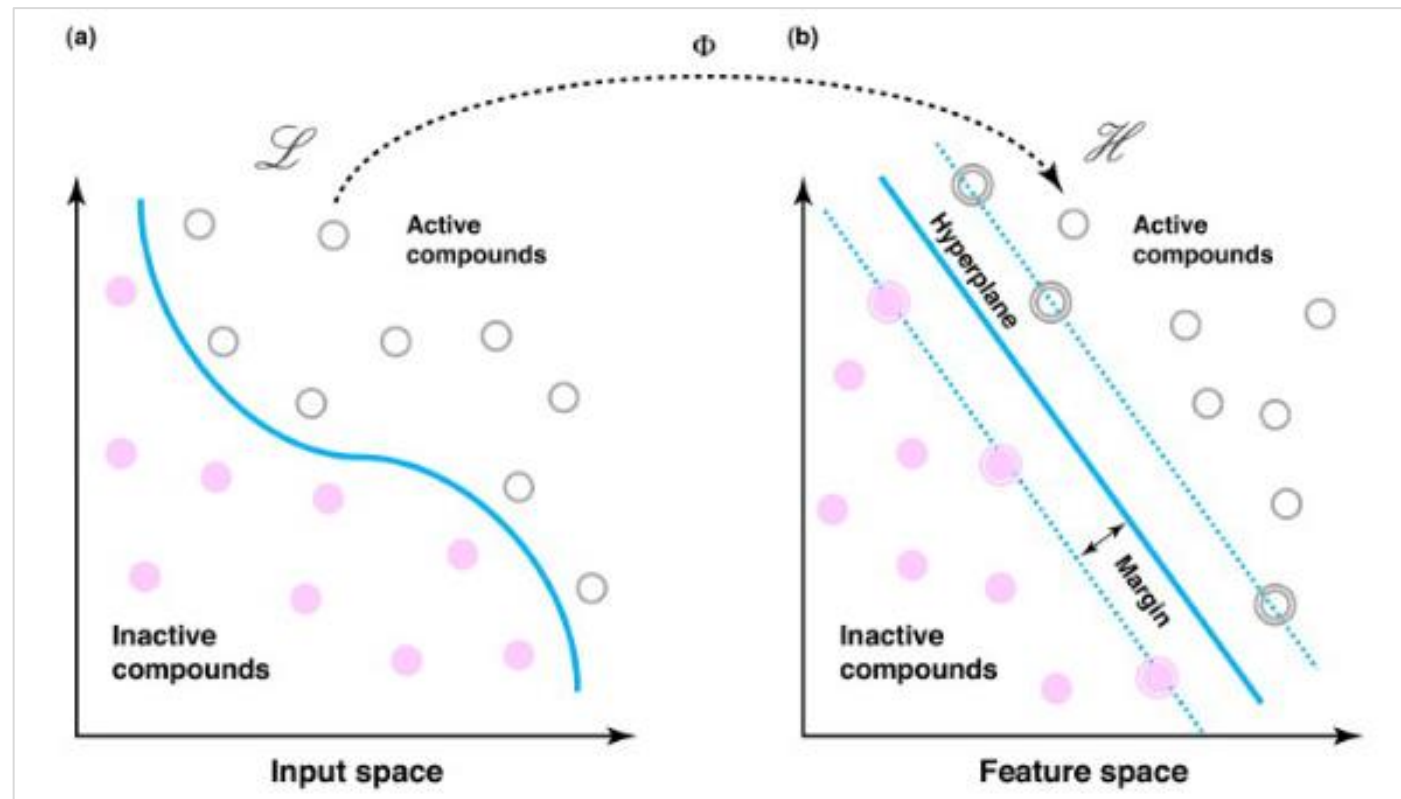 (a)
Φ
(b)
ℒ
ℋ
Active
compounds
Inactive
compounds
Input space
Hyperplane
Active
compounds
Margin
Inactive
compounds
Feature space